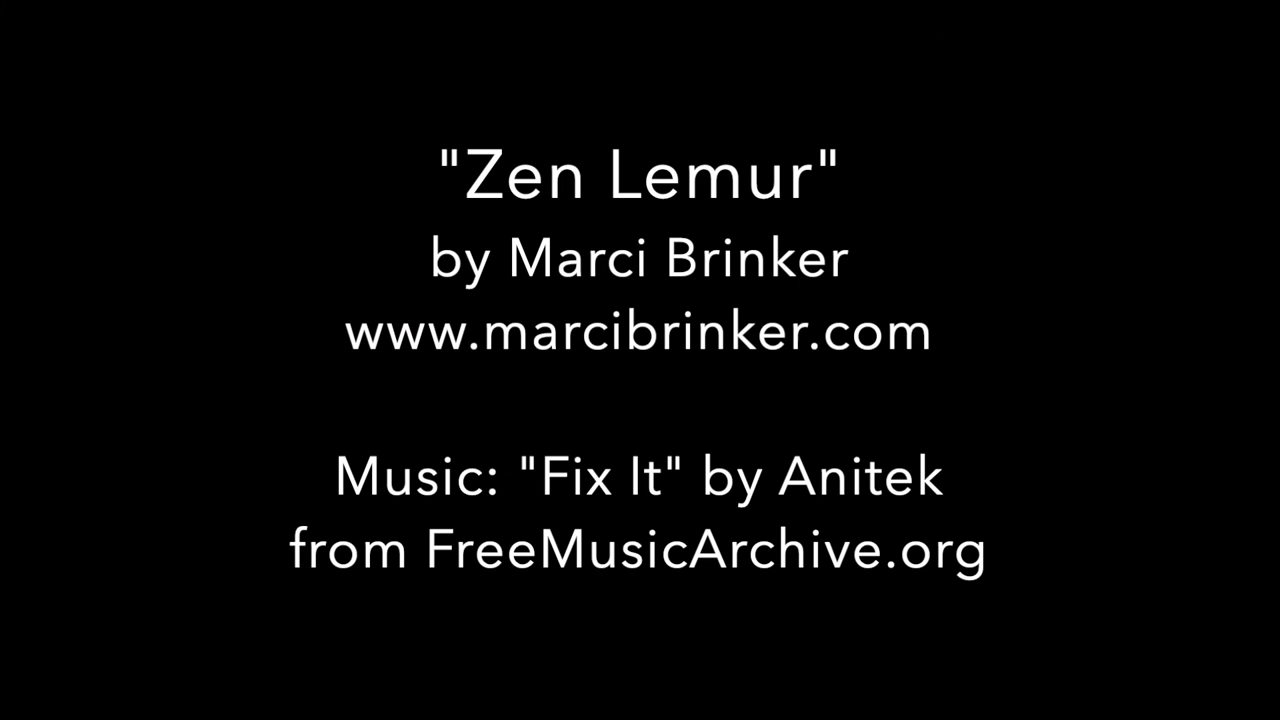 "Zen Lemur"
by Marci Brinker
www.marcibrinker.com
Music: "Fix It" by Anitek
from FreeMusicArchive.org